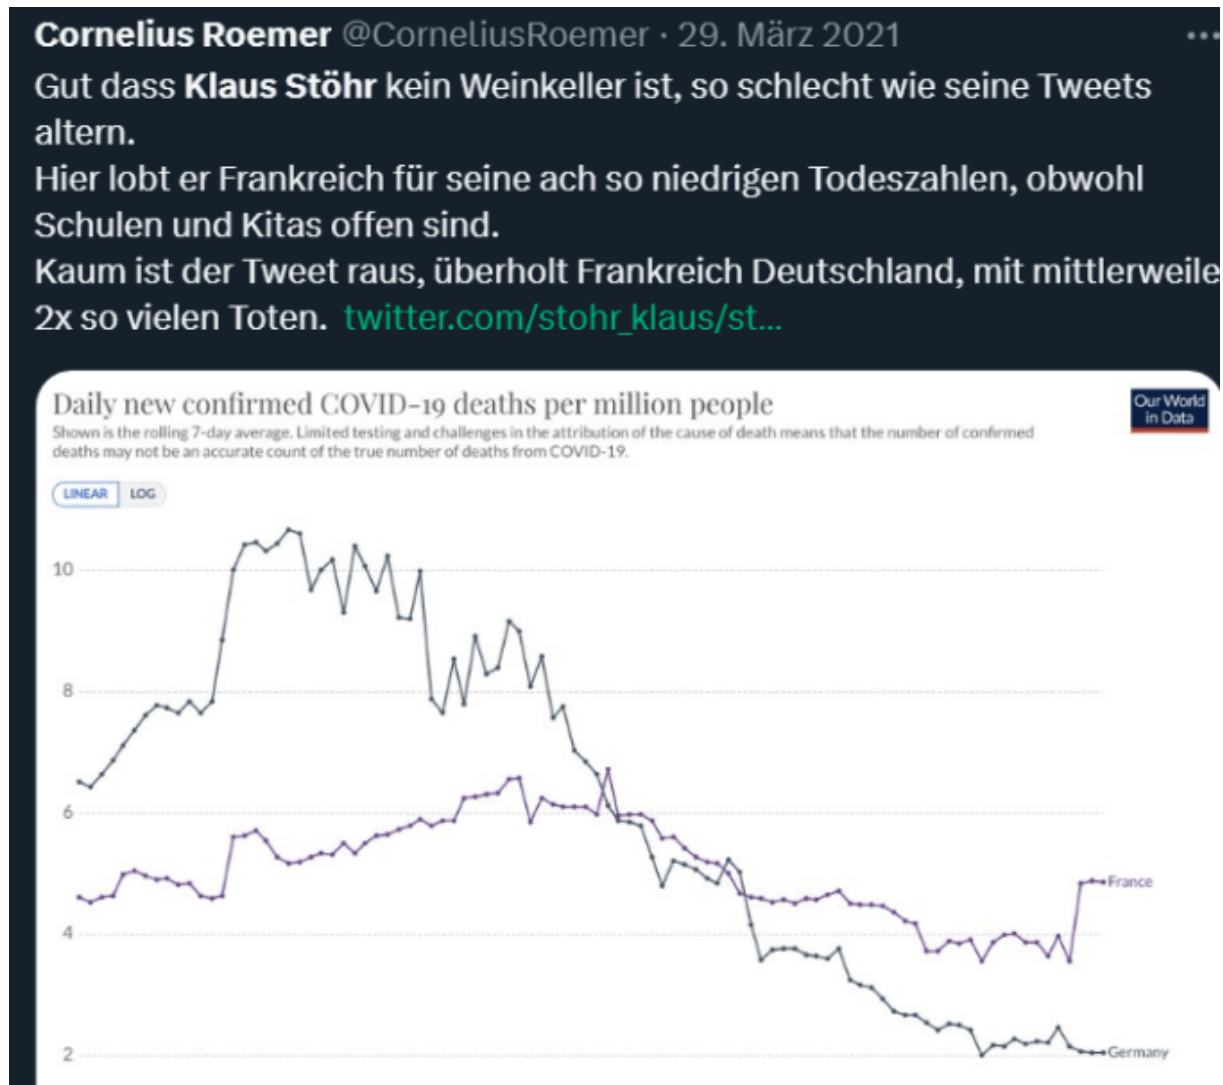 Cornelius Roemer @CorneliusRoemer · 29. März 2021 ...
Gut dass Klaus Stöhr kein Weinkeller ist, so schlecht wie seine Tweets
altern.
Hier lobt er Frankreich für seine ach so niedrigen Todeszahlen, obwohl
Schulen und Kitas offen sind.
Kaum ist der Tweet raus, überholt Frankreich Deutschland, mit mittlerweile
2x so vielen Toten. twitter.com/stohr_klaus/st...
Daily new confirmed COVID-19 deaths per million people
Shown is the rolling 7-day average. Limited testing and challenges in the attribution of the cause of death means that the number of confirmed
deaths may not be an accurate count of the true number of deaths from COVID-19.
Our World
in Data
LINEAR LOG
10
8
6
France
4
Germany
2